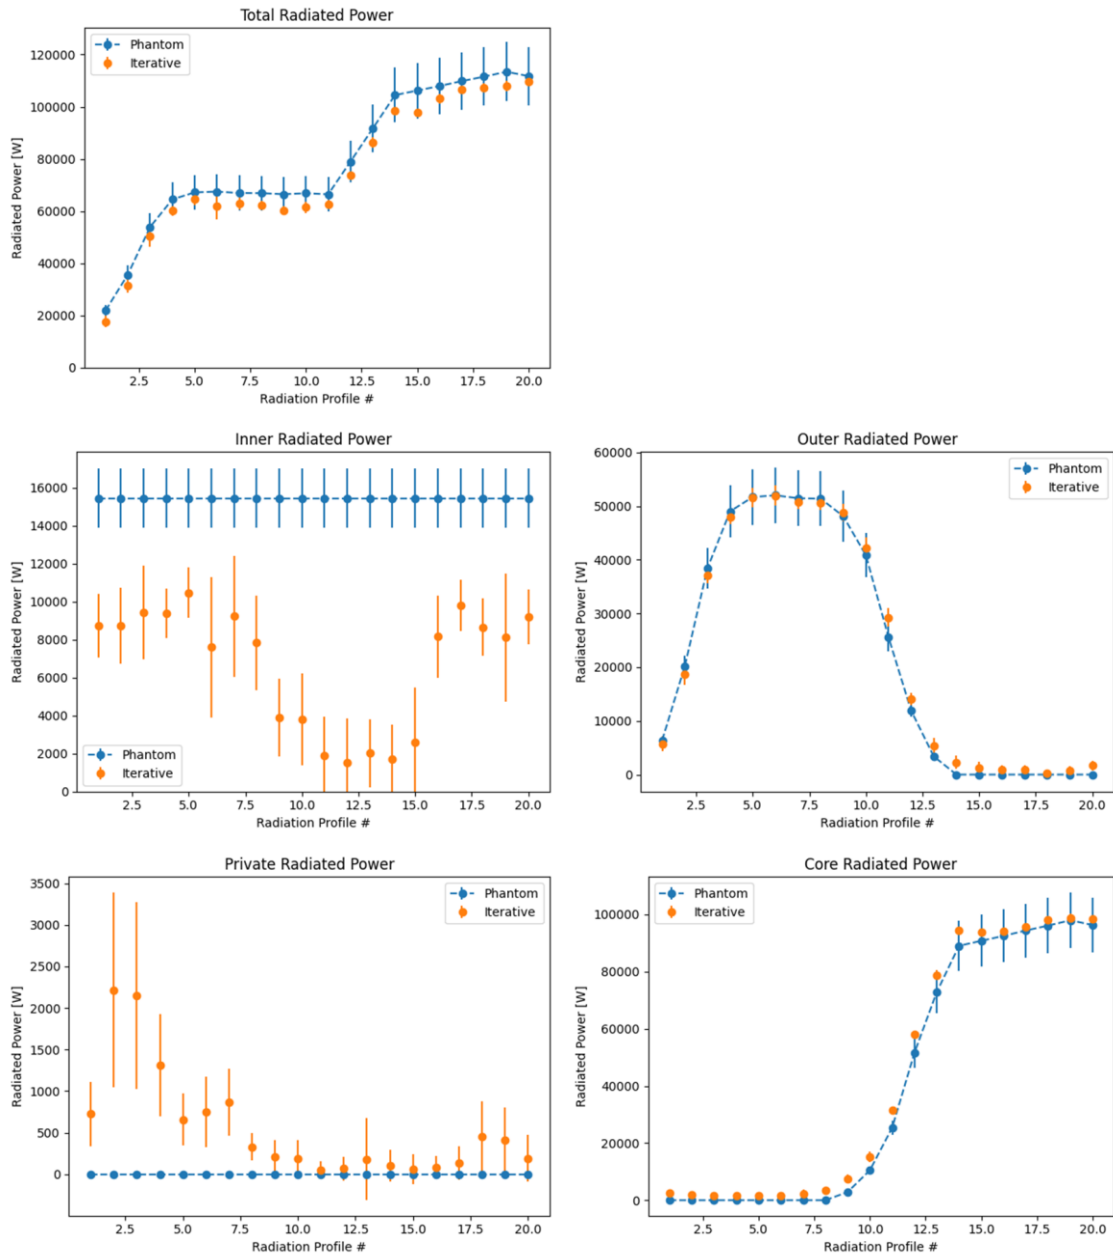 Total Radiated Power
Phantom
Iterative
Radiated Power [W]
120000
100000
80000
60000
40000
20000
0
2.5 5.0 7.5 10.0 12.5 15.0 17.5 20.0
Radiation Profile #
Inner Radiated Power
Radiated Power [W]
16000
14000
12000
10000
8000
6000
4000
2000
0
Phantom
Iterative
2.5 5.0 7.5 10.0 12.5 15.0 17.5 20.0
Radiation Profile #
Outer Radiated Power
Phantom
Iterative
Radiated Power [W]
60000
50000
40000
30000
20000
10000
0
2.5 5.0 7.5 10.0 12.5 15.0 17.5 20.0
Radiation Profile #
Private Radiated Power
Phantom
Iterative
Radiated Power [W]
3500
3000
2500
2000
1500
1000
500
0
2.5 5.0 7.5 10.0 12.5 15.0 17.5 20.0
Radiation Profile #
Core Radiated Power
Phantom
Iterative
Radiated Power [W]
100000
80000
60000
40000
20000
0
2.5 5.0 7.5 10.0 12.5 15.0 17.5 20.0
Radiation Profile #